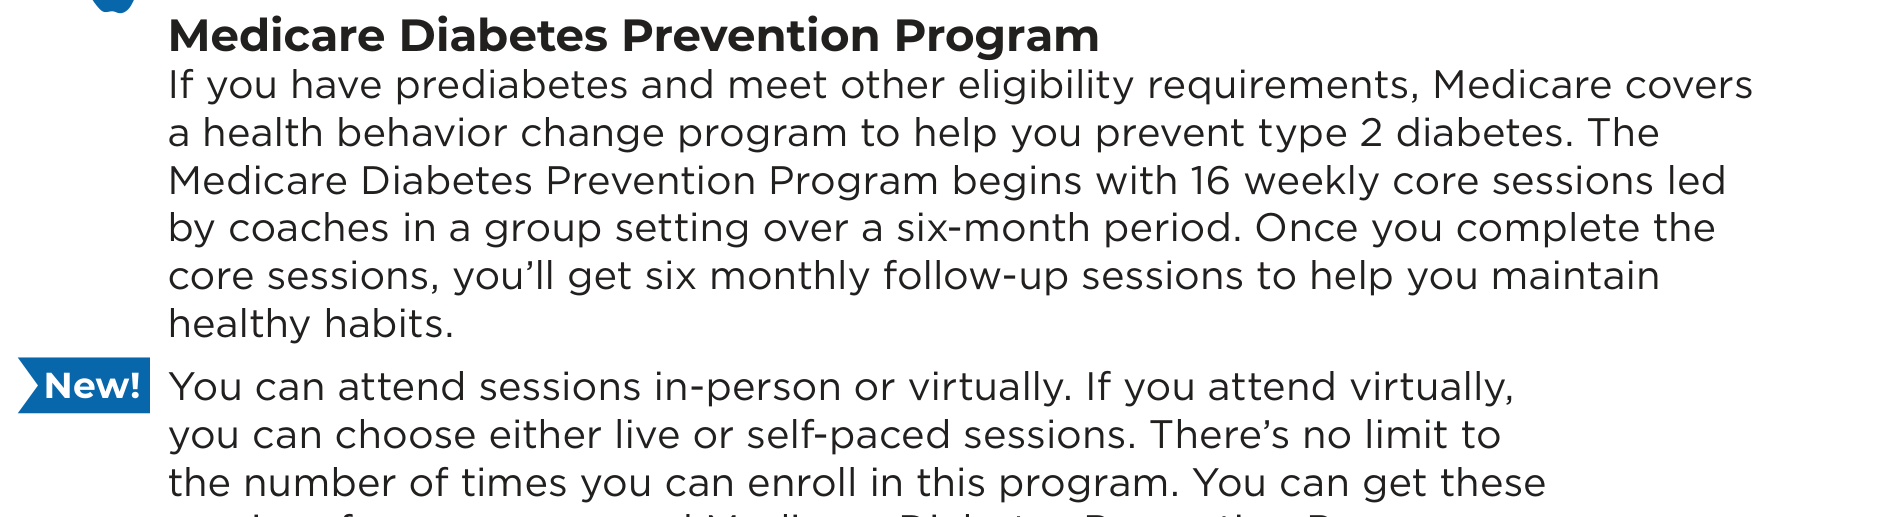 Medicare Diabetes Prevention Program
If you have prediabetes and meet other eligibility requirements, Medicare covers
a health behavior change program to help you prevent type 2 diabetes. The
Medicare Diabetes Prevention Program begins with 16 weekly core sessions led
by coaches in a group setting over a six-month period. Once you complete the
core sessions, you’ll get six monthly follow-up sessions to help you maintain
healthy habits.
New! You can attend sessions in-person or virtually. If you attend virtually,
you can choose either live or self-paced sessions. There’s no limit to
the number of times you can enroll in this program. You can get these